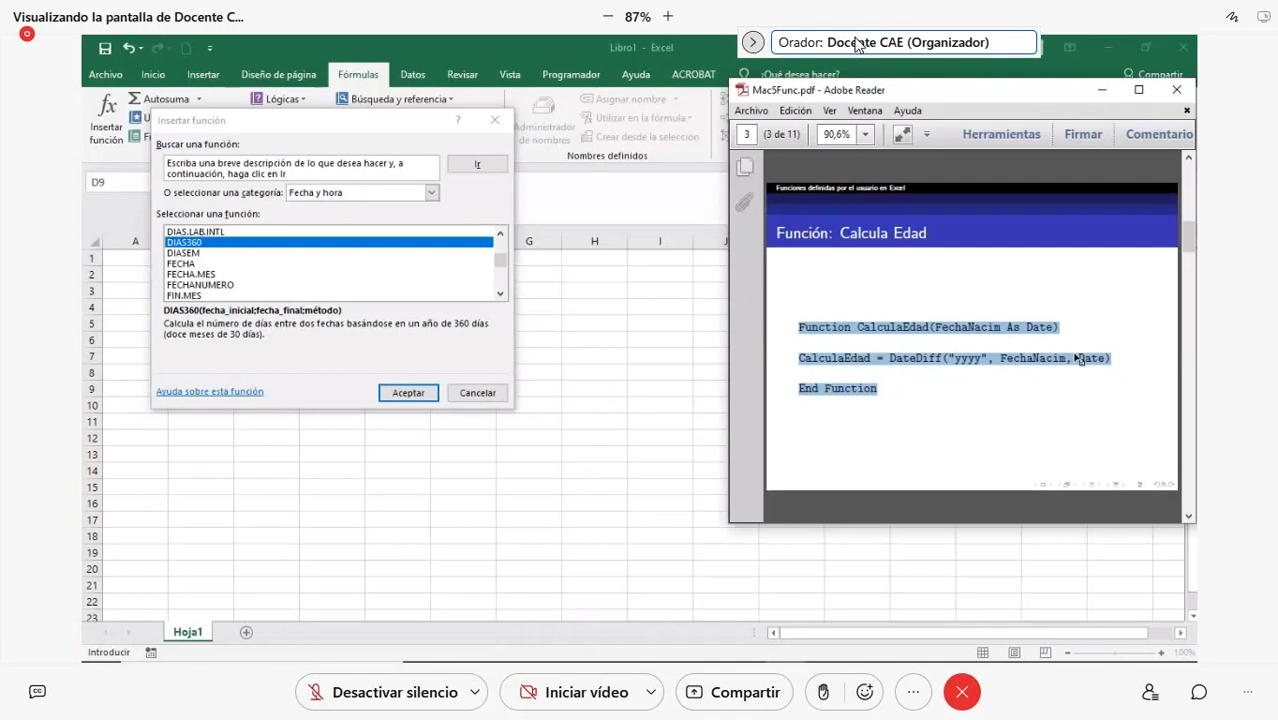 Visualizando la pantalla de Docente C...
87%
Orador: Docente CAE (Organizador)
Libro1 - Excel
Archivo Inicio Insertar Diseño de página Fórmulas Datos Revisar Vista Programador Ayuda ACROBAT ¿Qué desea hacer? Compartir
Autosuma Lógicas Búsqueda y referencia Asignar nombre
Insertar función
Utilizar en la fórmula
Crear desde la selección
Administrador de nombres
Nombres definidos
Insertar función
Buscar una función:
Escriba una breve descripción de lo que desea hacer y, a
continuación, haga clic en Ir
Ir
O seleccionar una categoría: Fecha y hora
Seleccionar una función:
DIAS.LAB.INTL
DIAS360
DIASEM
FECHA
FECHA.MES
FECHANUMERO
FIN.MES
DIAS360(fecha_inicial;fecha_final;método)
Calcula el número de días entre dos fechas basándose en un año de 360 días
(doce meses de 30 días).
Ayuda sobre esta función
Aceptar Cancelar
D9
A G H I J
1
2
3
4
5
6
7
8
9
10
11
12
13
14
15
16
17
18
19
20
21
22
23
Hoja1
Introducir
100%
Mac5Func.pdf - Adobe Reader
Archivo Edición Ver Ventana Ayuda
3 (3 de 11) 90,6% Herramientas Firmar Comentario
Funciones definidas por el usuario en Excel
Función: Calcula Edad
Function CalculaEdad(FechaNacim As Date)
CalculaEdad = DateDiff("yyyy", FechaNacim, Date)
End Function
Desactivar silencio Iniciar vídeo Compartir